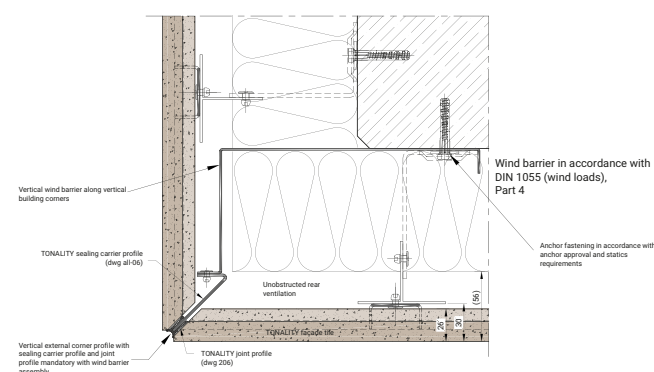 Wind barrier in accordance with
DIN 1055 (wind loads),
Part 4
Vertical wind barrier along vertical
building corners
Anchor fastening in accordance with
anchor approval and statics
requirements
TONALITY sealing carrier profile
(dwg all-06)
Unobstructed rear
ventilation
(56)
26
30
TONALITY façade tile
Vertical external corner profile with
sealing carrier profile and joint
profile mandatory with wind barrier
assembly
TONALITY joint profile
(dwg 206)